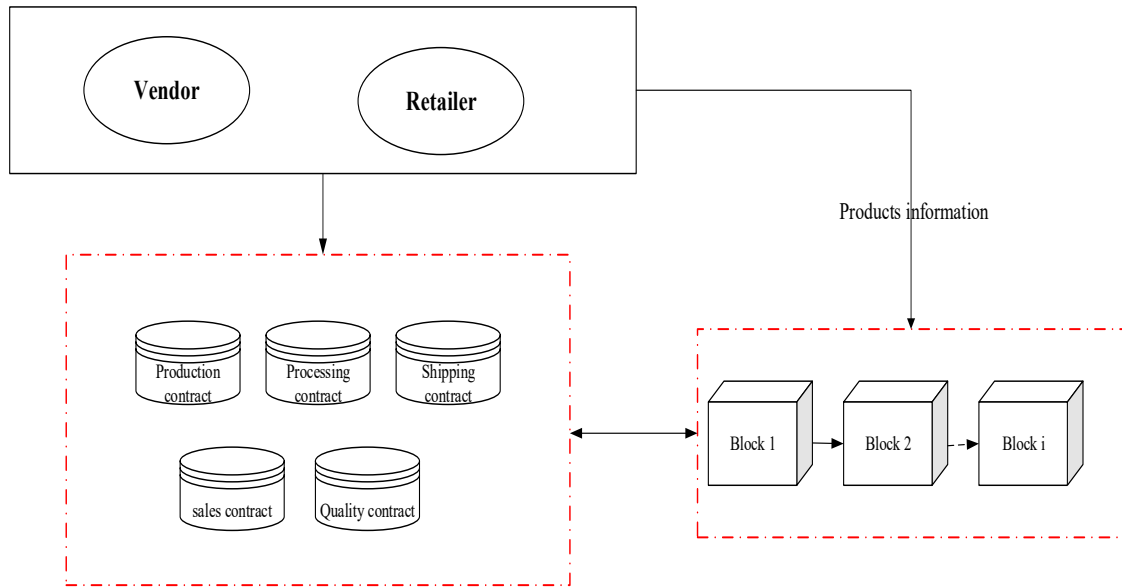 Vendor
Retailer
Products information
Production
contract
Processing
contract
Shipping
contract
sales contract
Quality contract
Block 1
Block 2
Block i